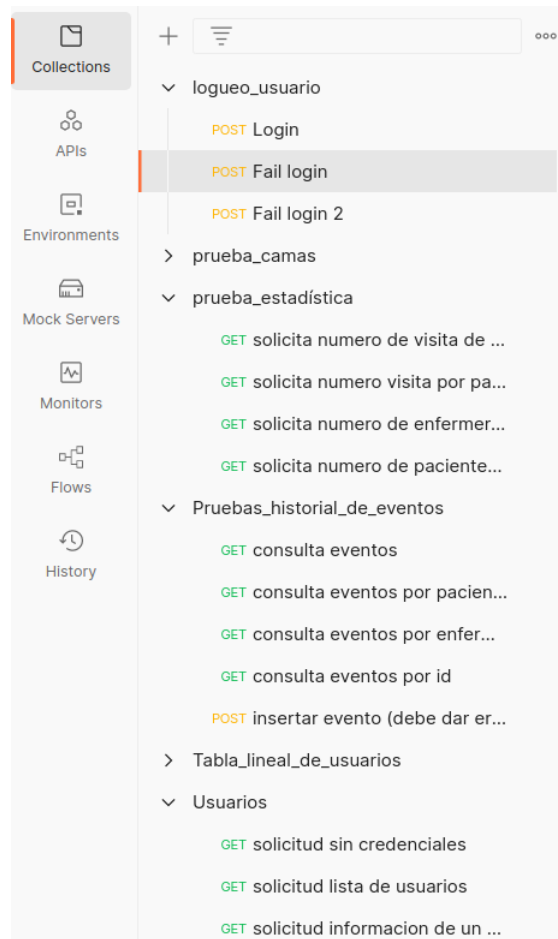 Collections
APIs
Environments
Mock Servers
Monitors
Flows
History
logueo_usuario
POST Login
POST Fail login
POST Fail login 2
prueba_camas
prueba_estadística
GET solicita numero de visita de ...
GET solicita numero visita por pa...
GET solicita numero de enfermer...
GET solicita numero de paciente...
Pruebas_historial_de_eventos
GET consulta eventos
GET consulta eventos por pacien...
GET consulta eventos por enfer...
GET consulta eventos por id
POST insertar evento (debe dar er...
Tabla_lineal_de_usuarios
Usuarios
GET solicitud sin credenciales
GET solicitud lista de usuarios
GET solicitud informacion de un ...